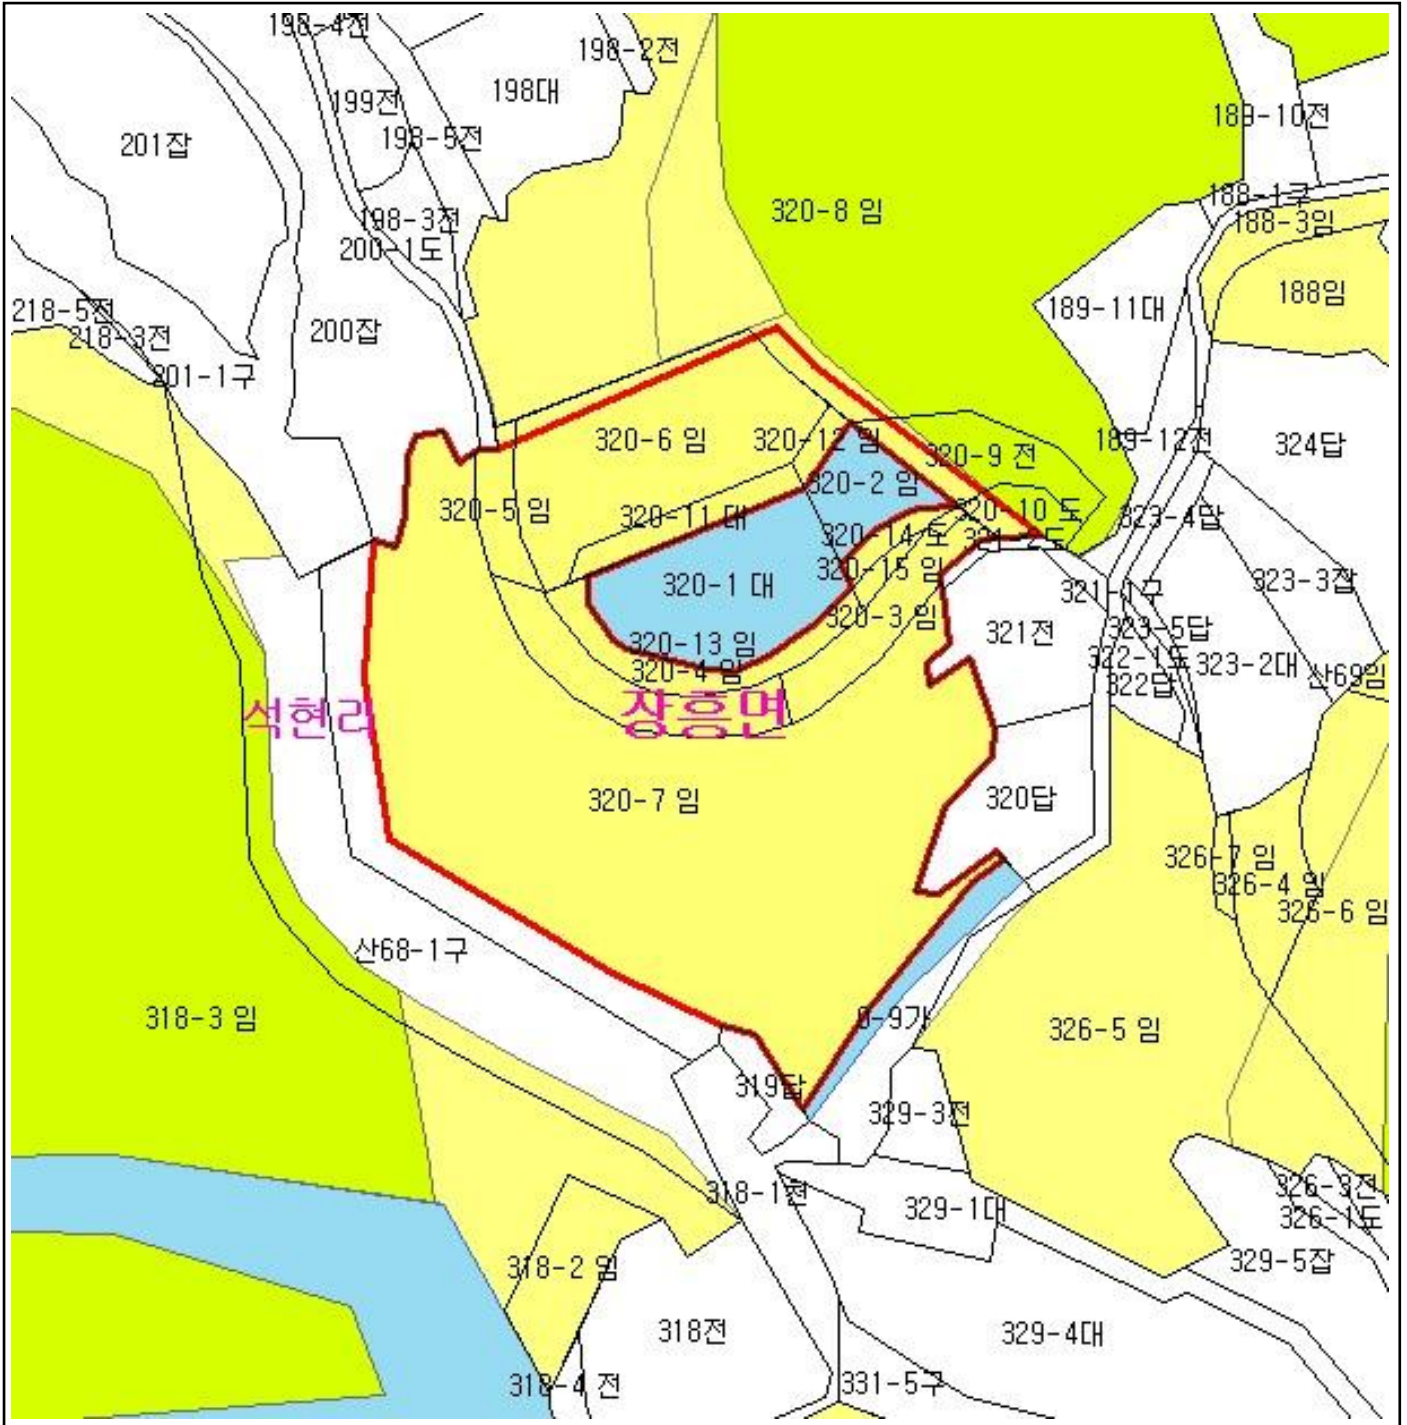 198-4전
198-2전
198대
199전
189-10전
198-5전
201잡
188-1구
320-8 임
198-3전
188-3임
200-1도
188임
189-11대
218-5전
200잡
218-3전
201-1구
320-6 임
320-12 임
189-12전
324답
320-9 전
320-2 임
320-5 임
320-10 도
320-11 대
323-4답
320-14 도
321-2도
320-15 임
320-1 대
323-3잡
321-1구
320-3 임
321전
323-5답
320-13 임
322-1도
323-2대
320-4 임
산69임
322답
석현리
장흥면
320-7 임
320답
326-7 임
326-4 임
326-6 임
산68-1구
318-3 임
0-9가
326-5 임
319답
329-3전
318-1전
326-3전
329-1대
326-1도
329-5잡
318-2 임
318전
329-4대
318-4 전
331-5구